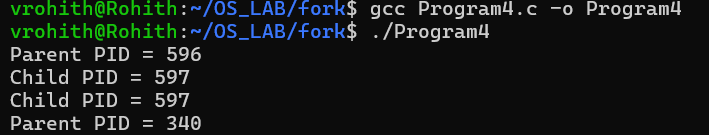 vrohith@Rohith:~/OS_LAB/fork$ gcc Program4.c -o Program4
vrohith@Rohith:~/OS_LAB/fork$ ./Program4
Parent PID = 596
Child PID = 597
Child PID = 597
Parent PID = 340